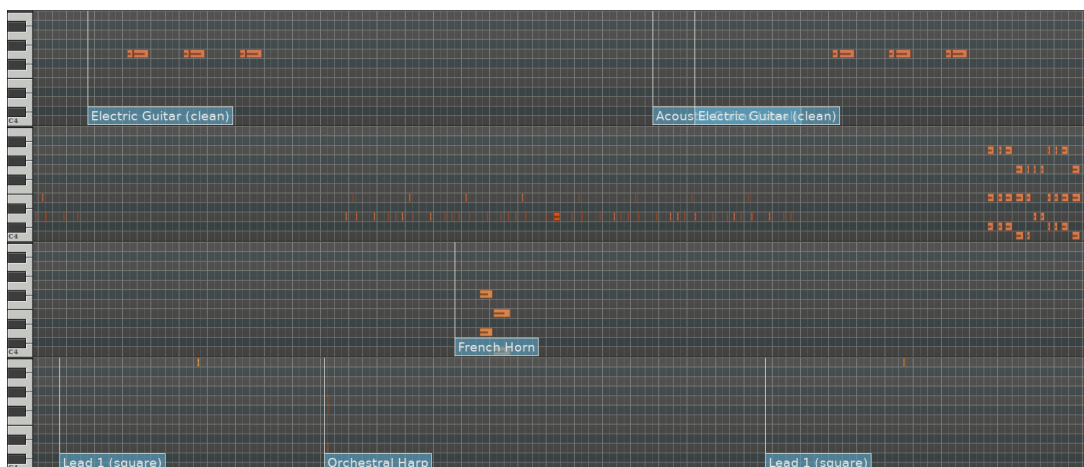 C4
Electric Guitar (clean)
Acous
Electric Guitar (clean)
C4
C4
French Horn
Lead 1 (square)
Orchestral Harp
Lead 1 (square)